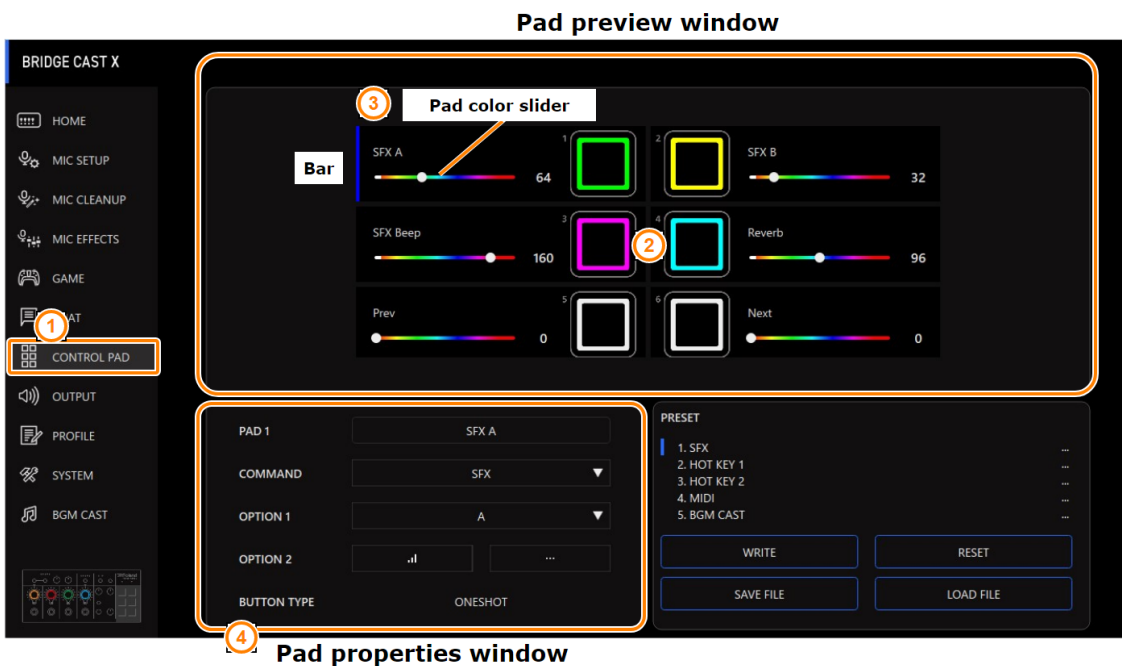 Pad preview window
BRIDGE CAST X
3
Pad color slider
HOME
MIC SETUP
MIC CLEANUP
MIC EFFECTS
GAME
1
AT
CONTROL PAD
OUTPUT
PROFILE
SYSTEM
BGM CAST
Bar
SFX A
64
1
2
SFX B
32
SFX Beep
160
3
4
2
Reverb
96
Prev
0
5
6
Next
0
PAD 1
SFX A
COMMAND
SFX
OPTION 1
A
OPTION 2
...
BUTTON TYPE
ONESHOT
4
Pad properties window
PRESET
1. SFX ...
2. HOT KEY 1 ...
3. HOT KEY 2 ...
4. MIDI ...
5. BGM CAST ...
WRITE
RESET
SAVE FILE
LOAD FILE